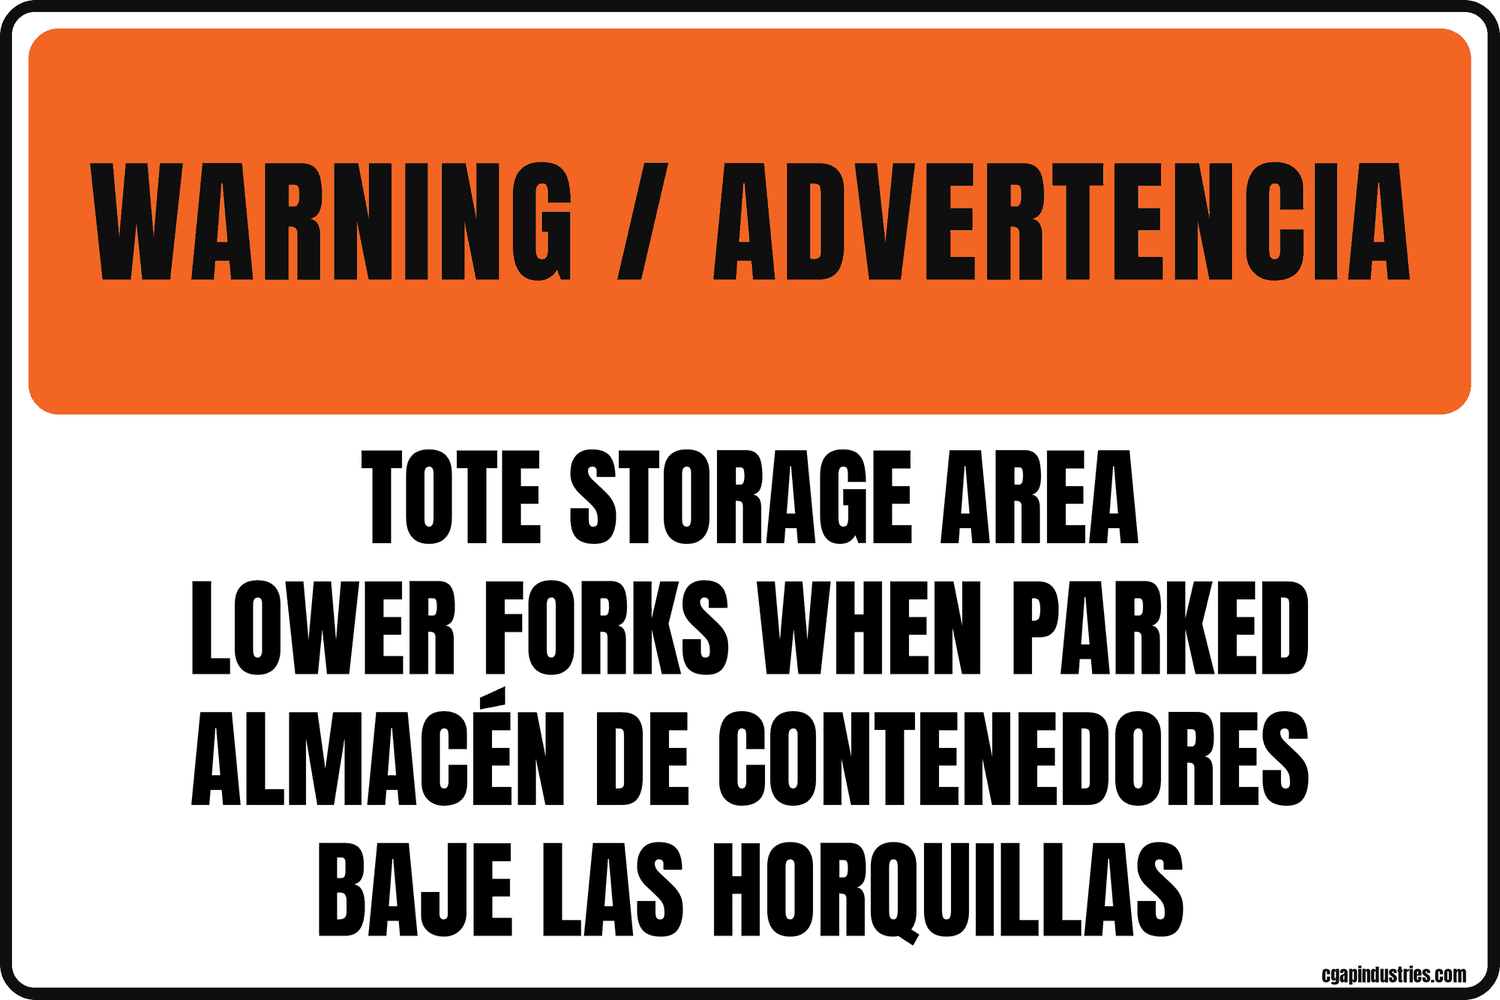 WARNING / ADVERTENCIA
TOTE STORAGE AREA
LOWER FORKS WHEN PARKED
ALMACÉN DE CONTENEDORES
BAJE LAS HORQUILLAS
cgapindustries.com